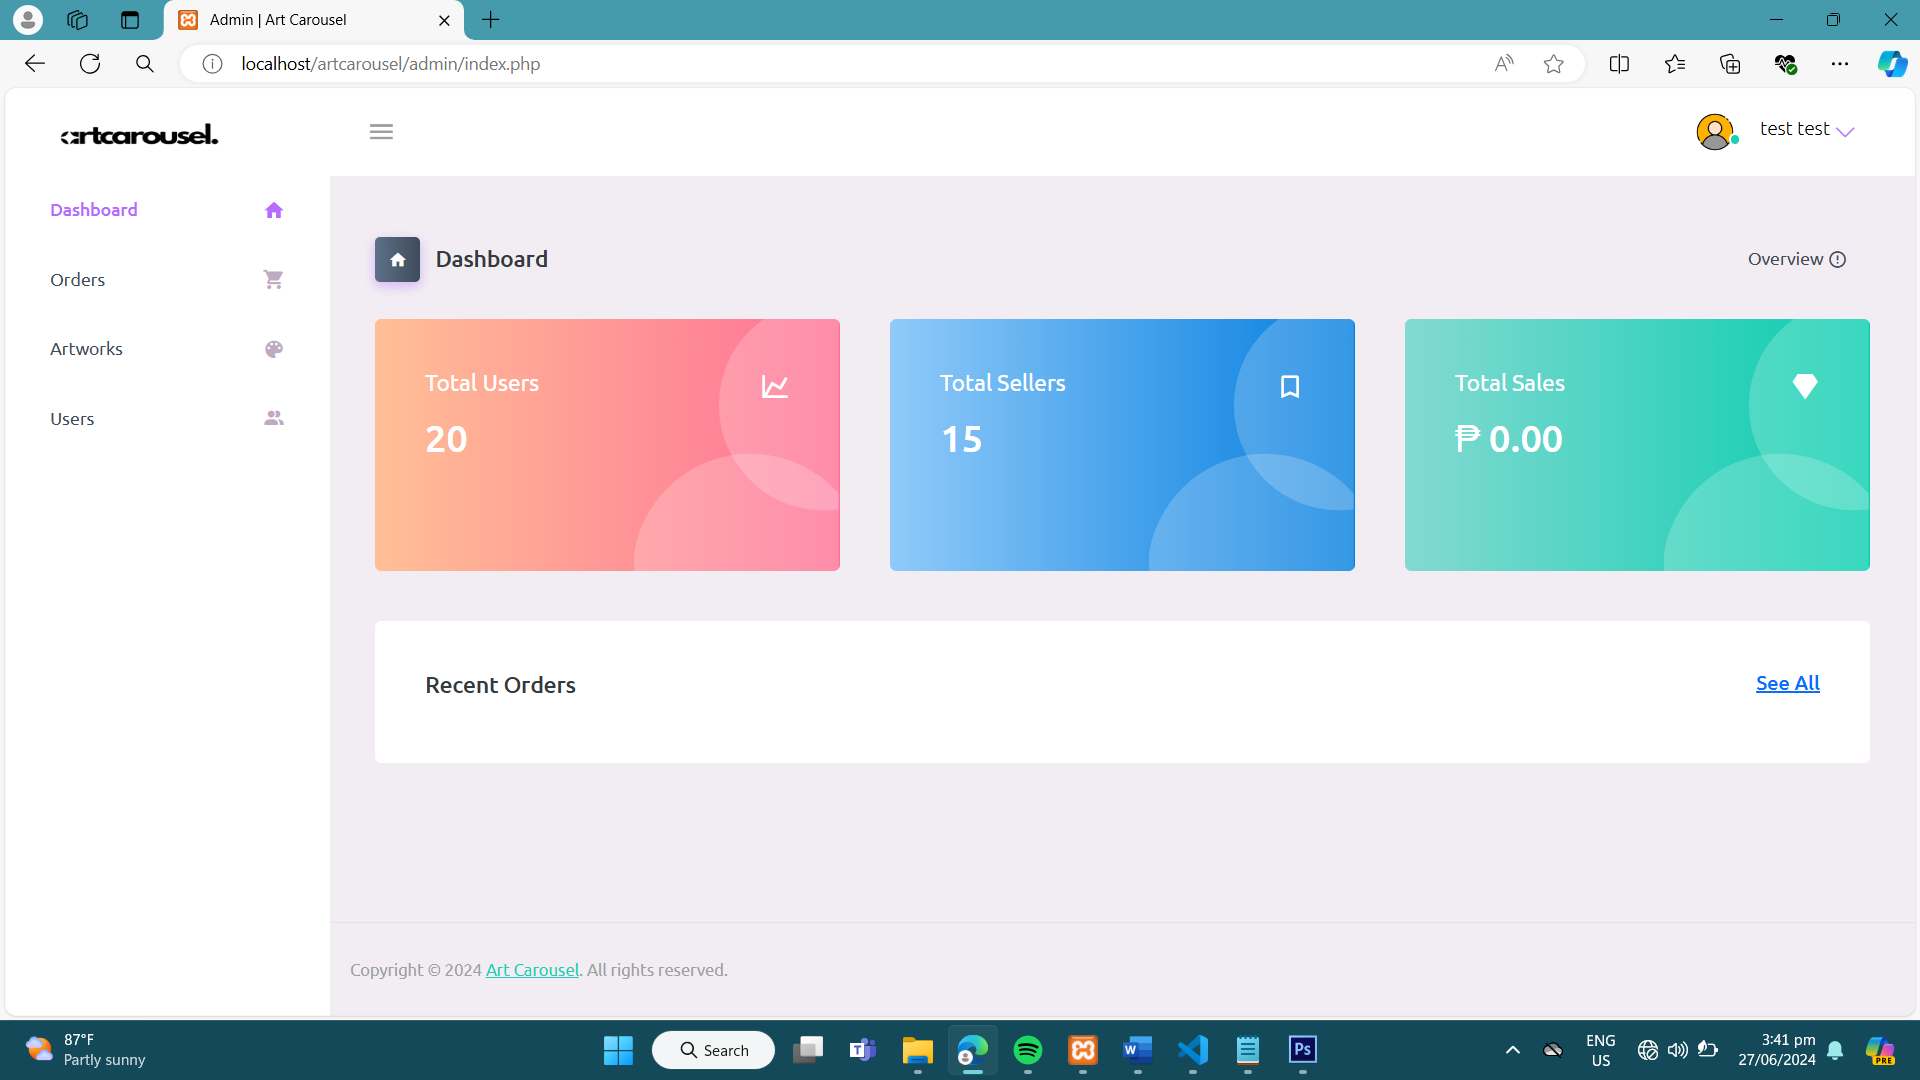 Admin | Art Carousel
localhost/artcarousel/admin/index.php
artcarousel.
test test
Dashboard
Orders
Artworks
Users
Dashboard
Overview
Total Users
20
Total Sellers
15
Total Sales
₱ 0.00
Recent Orders
See All
Copyright © 2024 Art Carousel. All rights reserved.
87°F
Partly sunny
Search
ENG
US
3:41 pm
27/06/2024
PRE